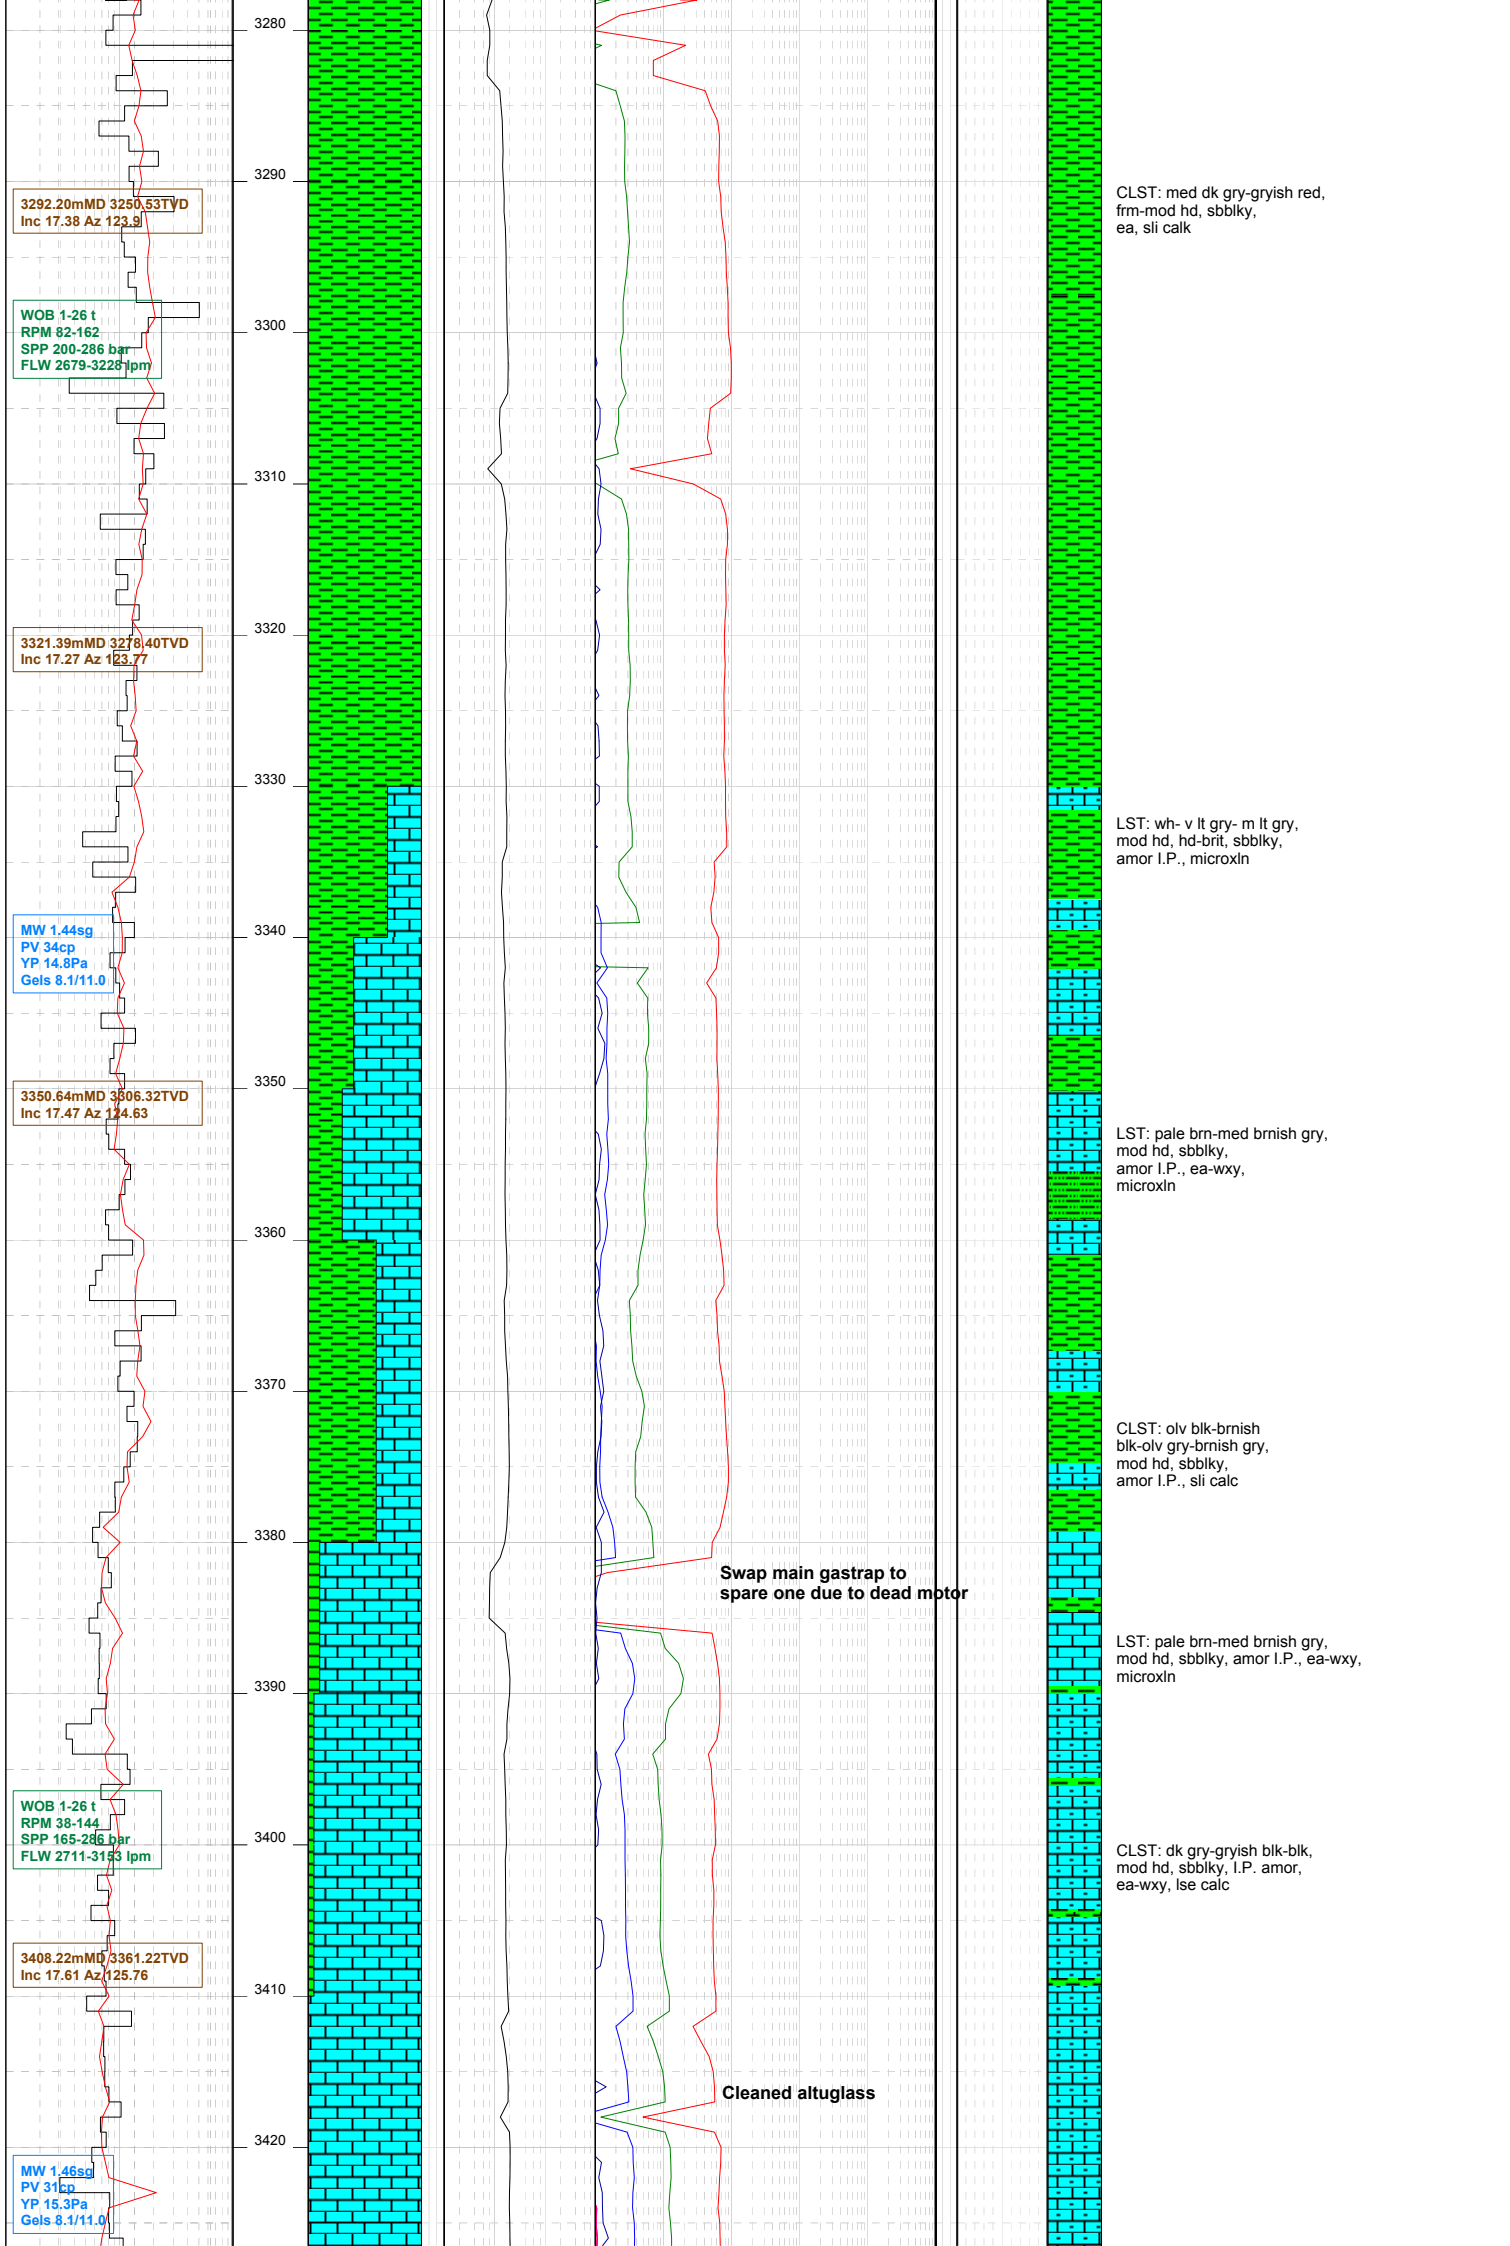 3280
3290
CLST: med dk gry-gryish red,
frm-mod hd, sbblky,
ea, sli calk
3292.20mMD 3250.53TVD
Inc 17.38 Az 123.9
WOB 1-26 t
RPM 82-162
SPP 200-286 bar
FLW 2679-3228 lpm
3300
3310
3320
3321.39mMD 3278.40TVD
Inc 17.27 Az 123.77
3330
LST: wh- v lt gry- m lt gry,
mod hd, hd-brit, sbblky,
amor I.P., microxln
MW 1.44sg
PV 34cp
YP 14.8Pa
Gels 8.1/11.0
3340
3350
3350.64mMD 3306.32TVD
Inc 17.47 Az 124.63
LST: pale brn-med brnish gry,
mod hd, sbblky,
amor I.P., ea-wxy,
microxln
3360
3370
CLST: olv blk-brnish
blk-olv gry-brnish gry,
mod hd, sbblky,
amor I.P., sli calc
3380
Swap main gastrap to
spare one due to dead motor
LST: pale brn-med brnish gry,
mod hd, sbblky, amor I.P., ea-wxy,
microxln
3390
WOB 1-26 t
RPM 38-144
SPP 165-286 bar
FLW 2711-3153 lpm
3400
CLST: dk gry-gryish blk-blk,
mod hd, sbblky, I.P. amor,
ea-wxy, lse calc
3408.22mMD 3361.22TVD
Inc 17.61 Az 125.76
3410
Cleaned altuglass
3420
MW 1.46sg
PV 31cp
YP 15.3Pa
Gels 8.1/11.0